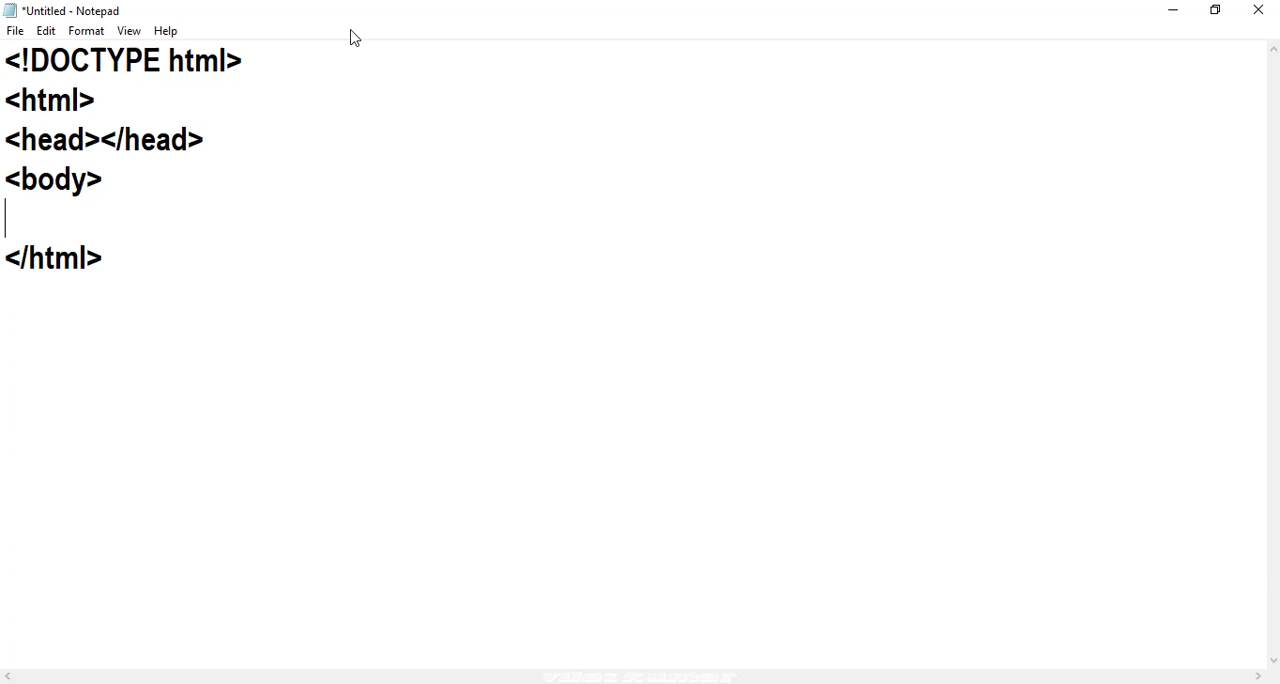 *Untitled - Notepad
File Edit Format View Help
<!DOCTYPE html>
<html>
<head></head>
<body>
</html>